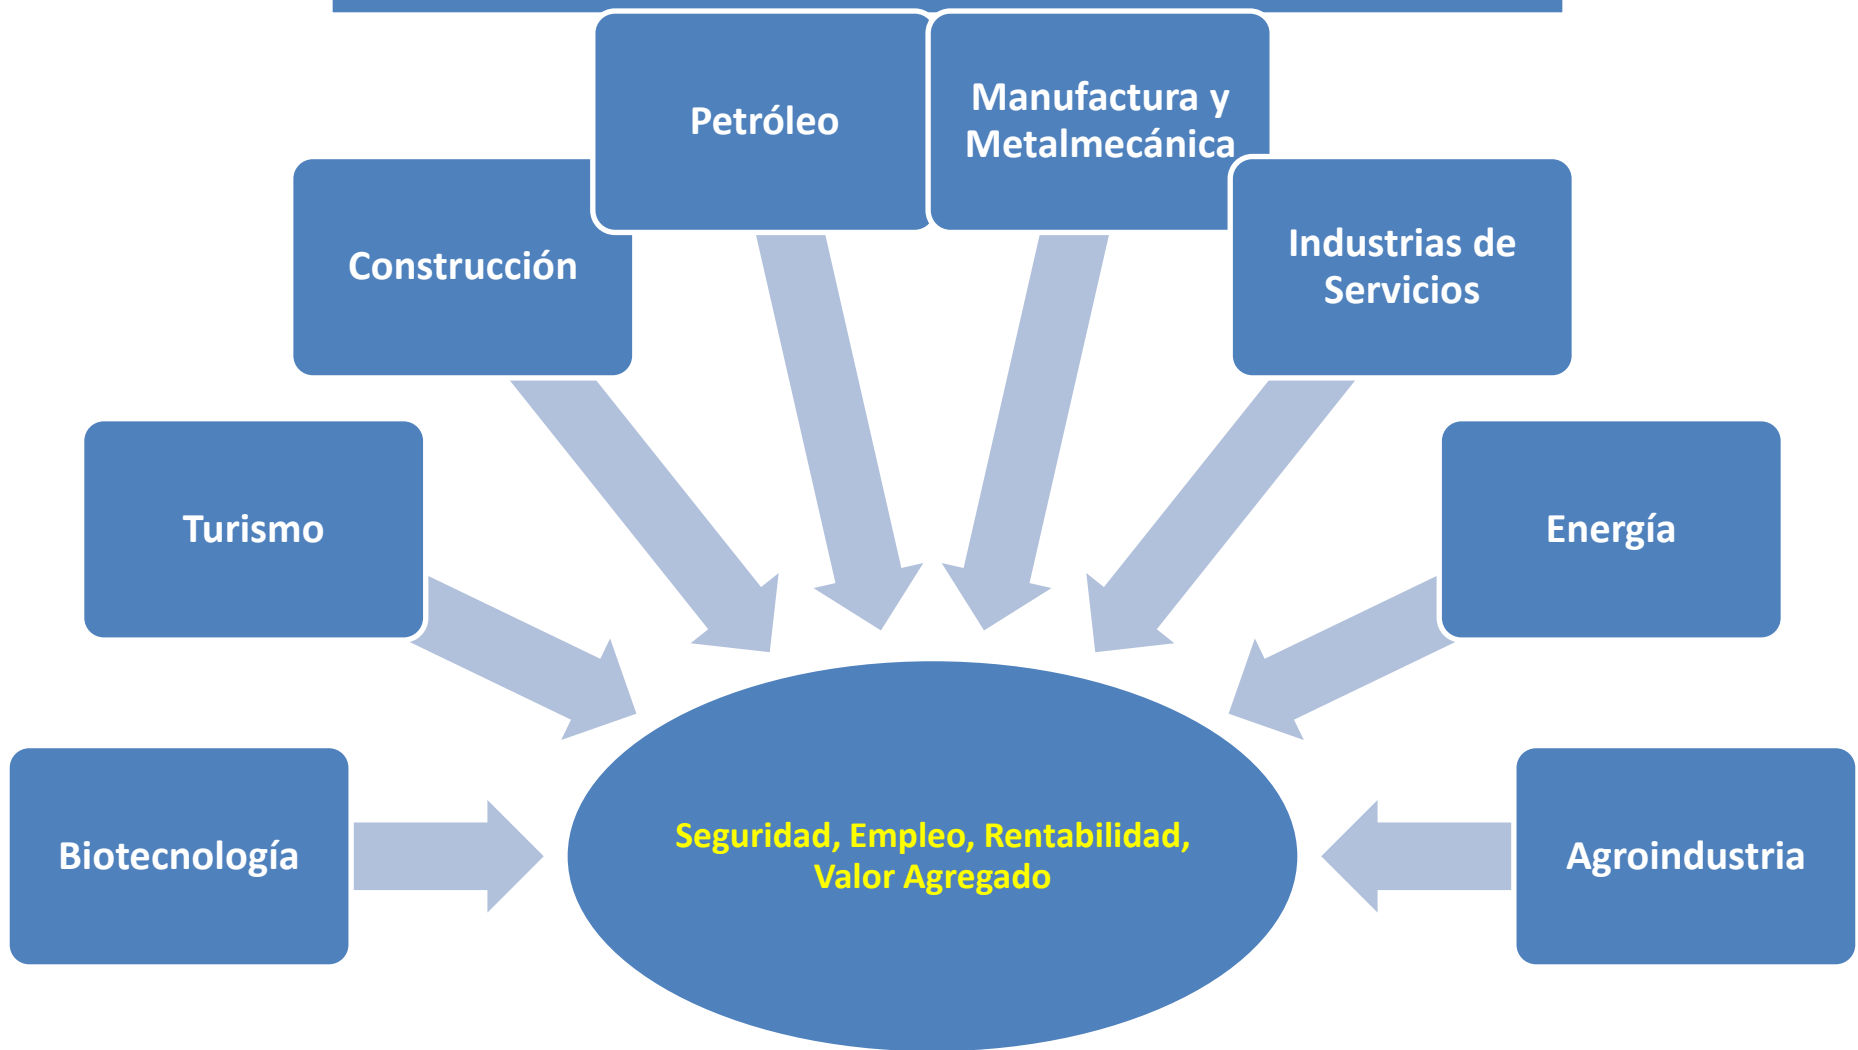 Petróleo
Manufactura y
Metalmecánica
Construcción
Industrias de
Servicios
Turismo
Energía
Biotecnología
Seguridad, Empleo, Rentabilidad,
Valor Agregado
Agroindustria